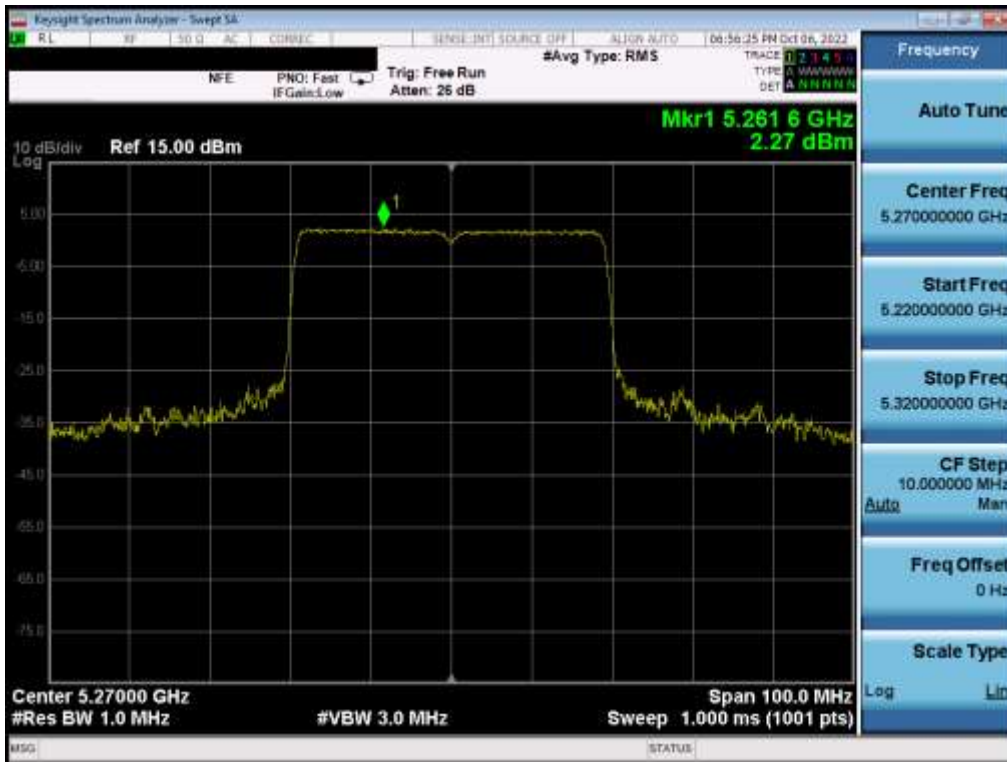 Keysight Spectrum Analyzer - Swept SA
RL RF 50 Ω AC CORREC SENSE:INT SOURCE OFF ALIGN AUTO 06:56:25 PM Oct 06, 2022
Frequency
#Avg Type: RMS
TRACE 1 2 3 4 5 6
NFE
PNO: Fast
Trig: Free Run
TYPE A WWWWW
IFGain:Low
Atten: 26 dB
DET A N N N N N
Auto Tune
Mkr1 5.261 6 GHz
2.27 dBm
10 dB/div
Log
Ref 15.00 dBm
1
5.00
-5.00
-15.0
-25.0
-35.0
-45.0
-55.0
-65.0
-75.0
Center Freq
5.270000000 GHz
Start Freq
5.220000000 GHz
Stop Freq
5.320000000 GHz
CF Step
10.000000 MHz
Auto Man
Freq Offset
0 Hz
Scale Type
Log Lin
Center 5.27000 GHz
Span 100.0 MHz
#Res BW 1.0 MHz
#VBW 3.0 MHz
Sweep 1.000 ms (1001 pts)
MSG
STATUS